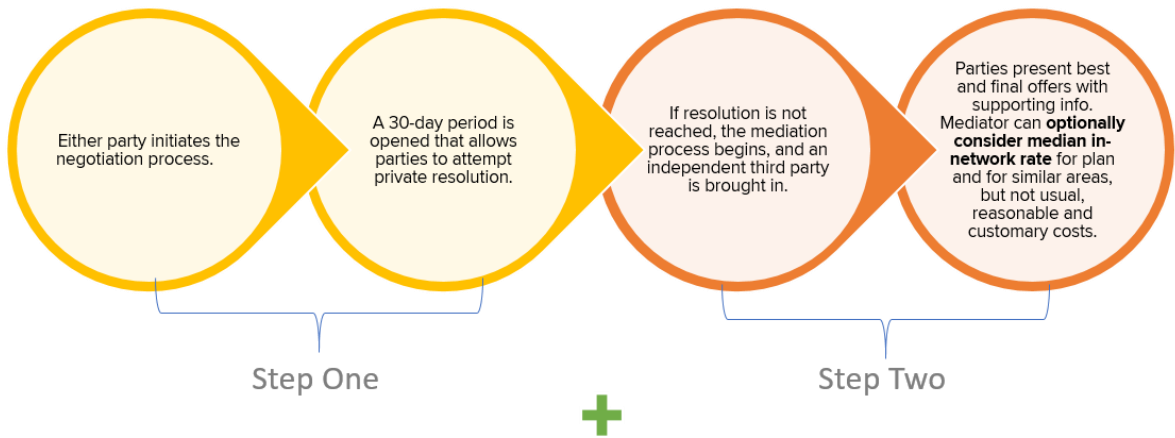 Either party initiates the
negotiation process.
A 30-day period is
opened that allows
parties to attempt
private resolution.
If resolution is not
reached, the mediation
process begins, and an
independent third party
is brought in.
Parties present best
and final offers with
supporting info.
Mediator can optionally
consider median in-
network rate for plan
and for similar areas,
but not usual,
reasonable and
customary costs.
Step One
Step Two